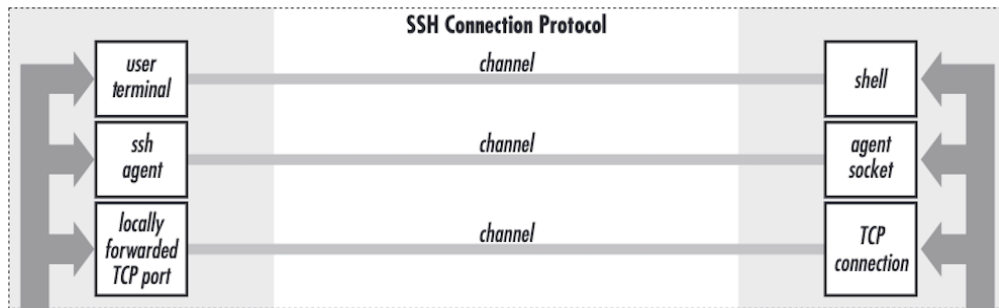 SSH Connection Protocol
user
terminal
channel
shell
ssh
agent
channel
agent
socket
locally
forwarded
TCP port
channel
TCP
connection